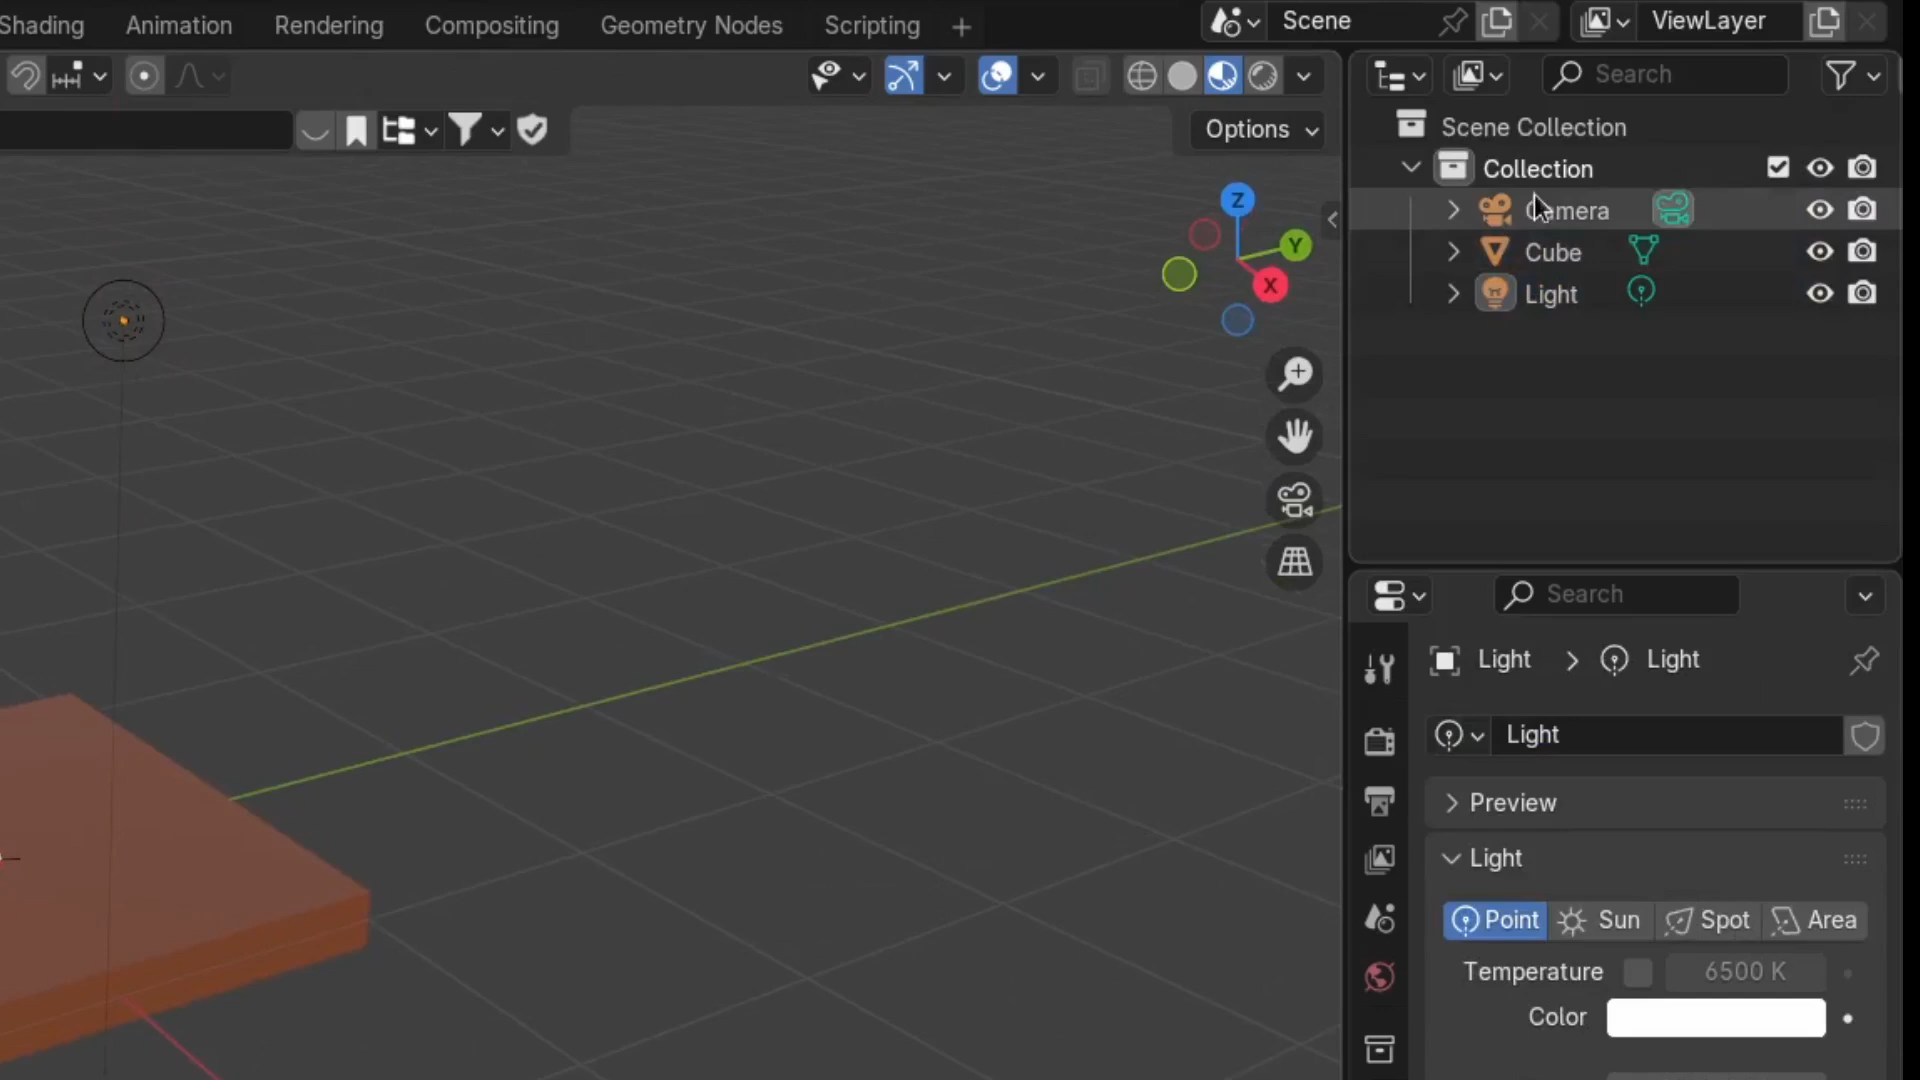 Shading Animation Rendering Compositing Geometry Nodes Scripting + Scene ViewLayer
Search
Options
Scene Collection
Collection
Camera
Cube
Light
Z
Y
X
Search
Light > Light
Light
Preview
Light
Point Sun Spot Area
Temperature 6500 K
Color